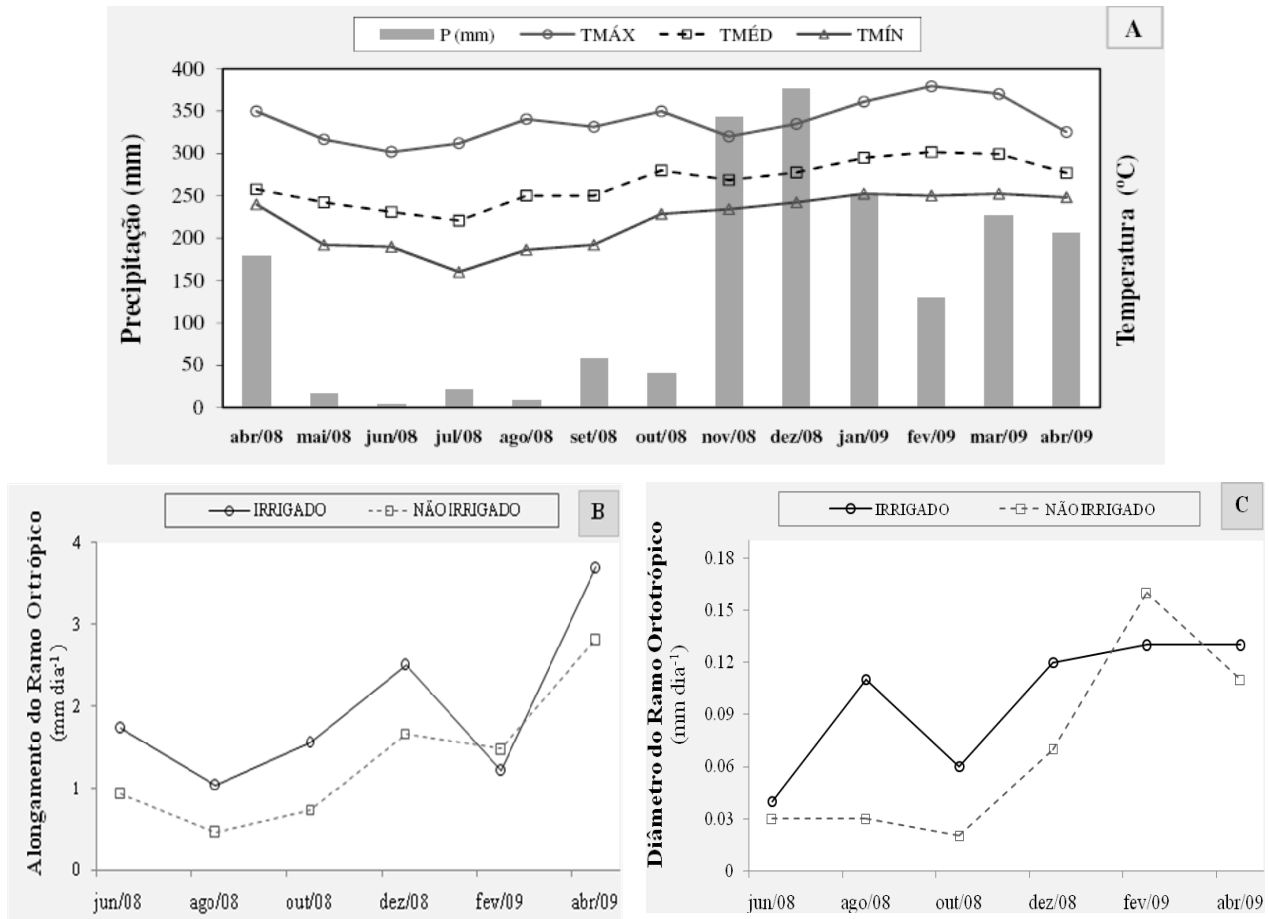 P (mm) TMÁX TMÉD TMÍN
A
Precipitação (mm)
400
350
300
250
200
150
100
50
0
Temperatura (ºC)
abr/08 mai/08 jun/08 jul/08 ago/08 set/08 out/08 nov/08 dez/08 jan/09 fev/09 mar/09 abr/09
IRRIGADO NÃO IRRIGADO
B
Alongamento do Ramo Ortrópico
(mm dia⁻¹)
4
3
2
1
0
jun/08 ago/08 out/08 dez/08 fev/09 abr/09
IRRIGADO NÃO IRRIGADO
C
Diâmetro do Ramo Ortotrópico
(mm dia⁻¹)
0.18
0.15
0.12
0.09
0.06
0.03
0
jun/08 ago/08 out/08 dez/08 fev/09 abr/09